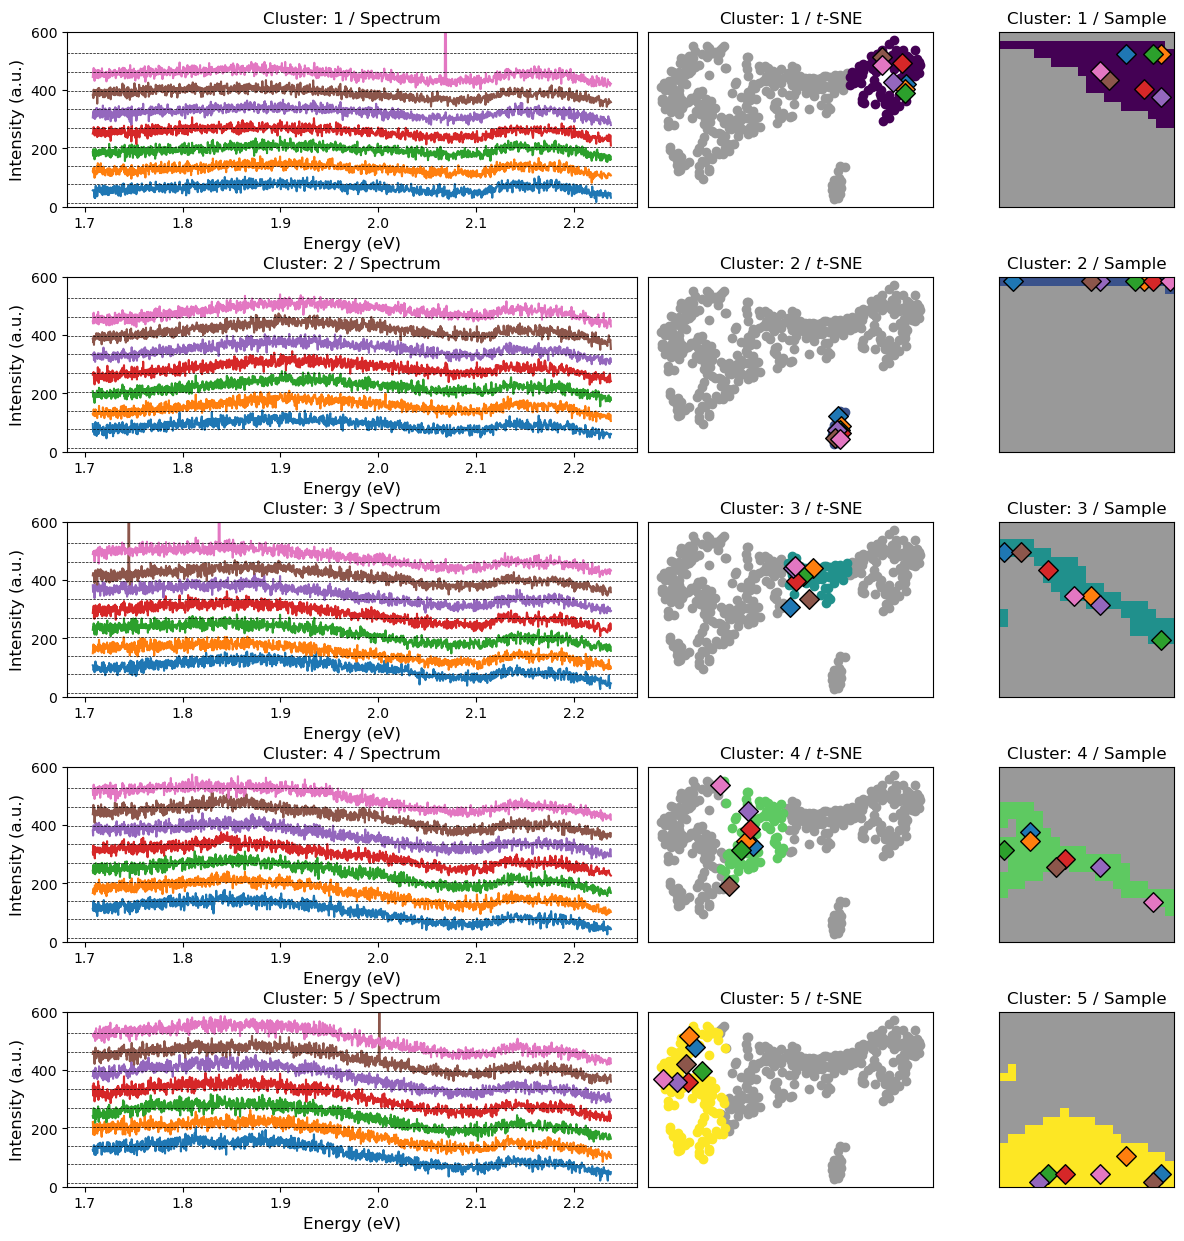 Cluster: 1 / Spectrum
Cluster: 1 / t-SNE
Cluster: 1 / Sample
Intensity (a.u.)
600
400
200
0
1.7 1.8 1.9 2.0 2.1 2.2
Energy (eV)
Cluster: 2 / Spectrum
Cluster: 2 / t-SNE
Cluster: 2 / Sample
Intensity (a.u.)
600
400
200
0
1.7 1.8 1.9 2.0 2.1 2.2
Energy (eV)
Cluster: 3 / Spectrum
Cluster: 3 / t-SNE
Cluster: 3 / Sample
Intensity (a.u.)
600
400
200
0
1.7 1.8 1.9 2.0 2.1 2.2
Energy (eV)
Cluster: 4 / Spectrum
Cluster: 4 / t-SNE
Cluster: 4 / Sample
Intensity (a.u.)
600
400
200
0
1.7 1.8 1.9 2.0 2.1 2.2
Energy (eV)
Cluster: 5 / Spectrum
Cluster: 5 / t-SNE
Cluster: 5 / Sample
Intensity (a.u.)
600
400
200
0
1.7 1.8 1.9 2.0 2.1 2.2
Energy (eV)